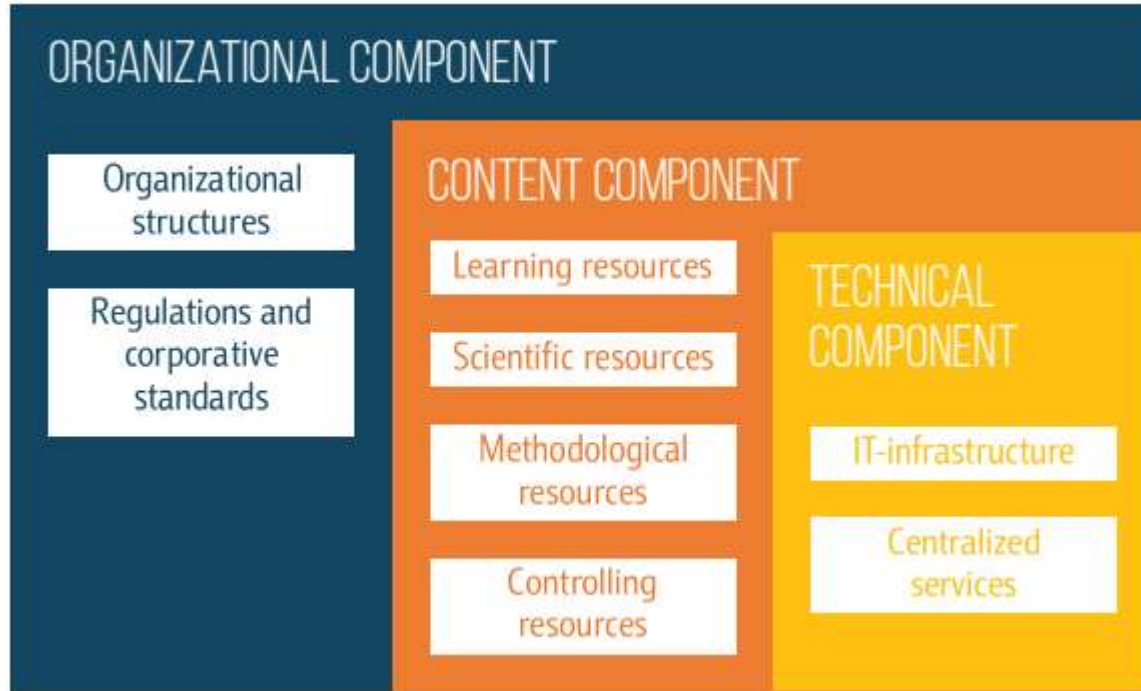 ORGANIZATIONAL COMPONENT
Organizational
structures
Regulations and
corporative
standards
CONTENT COMPONENT
Learning resources
Scientific resources
Methodological
resources
Controlling
resources
TECHNICAL
COMPONENT
IT-infrastructure
Centralized
services